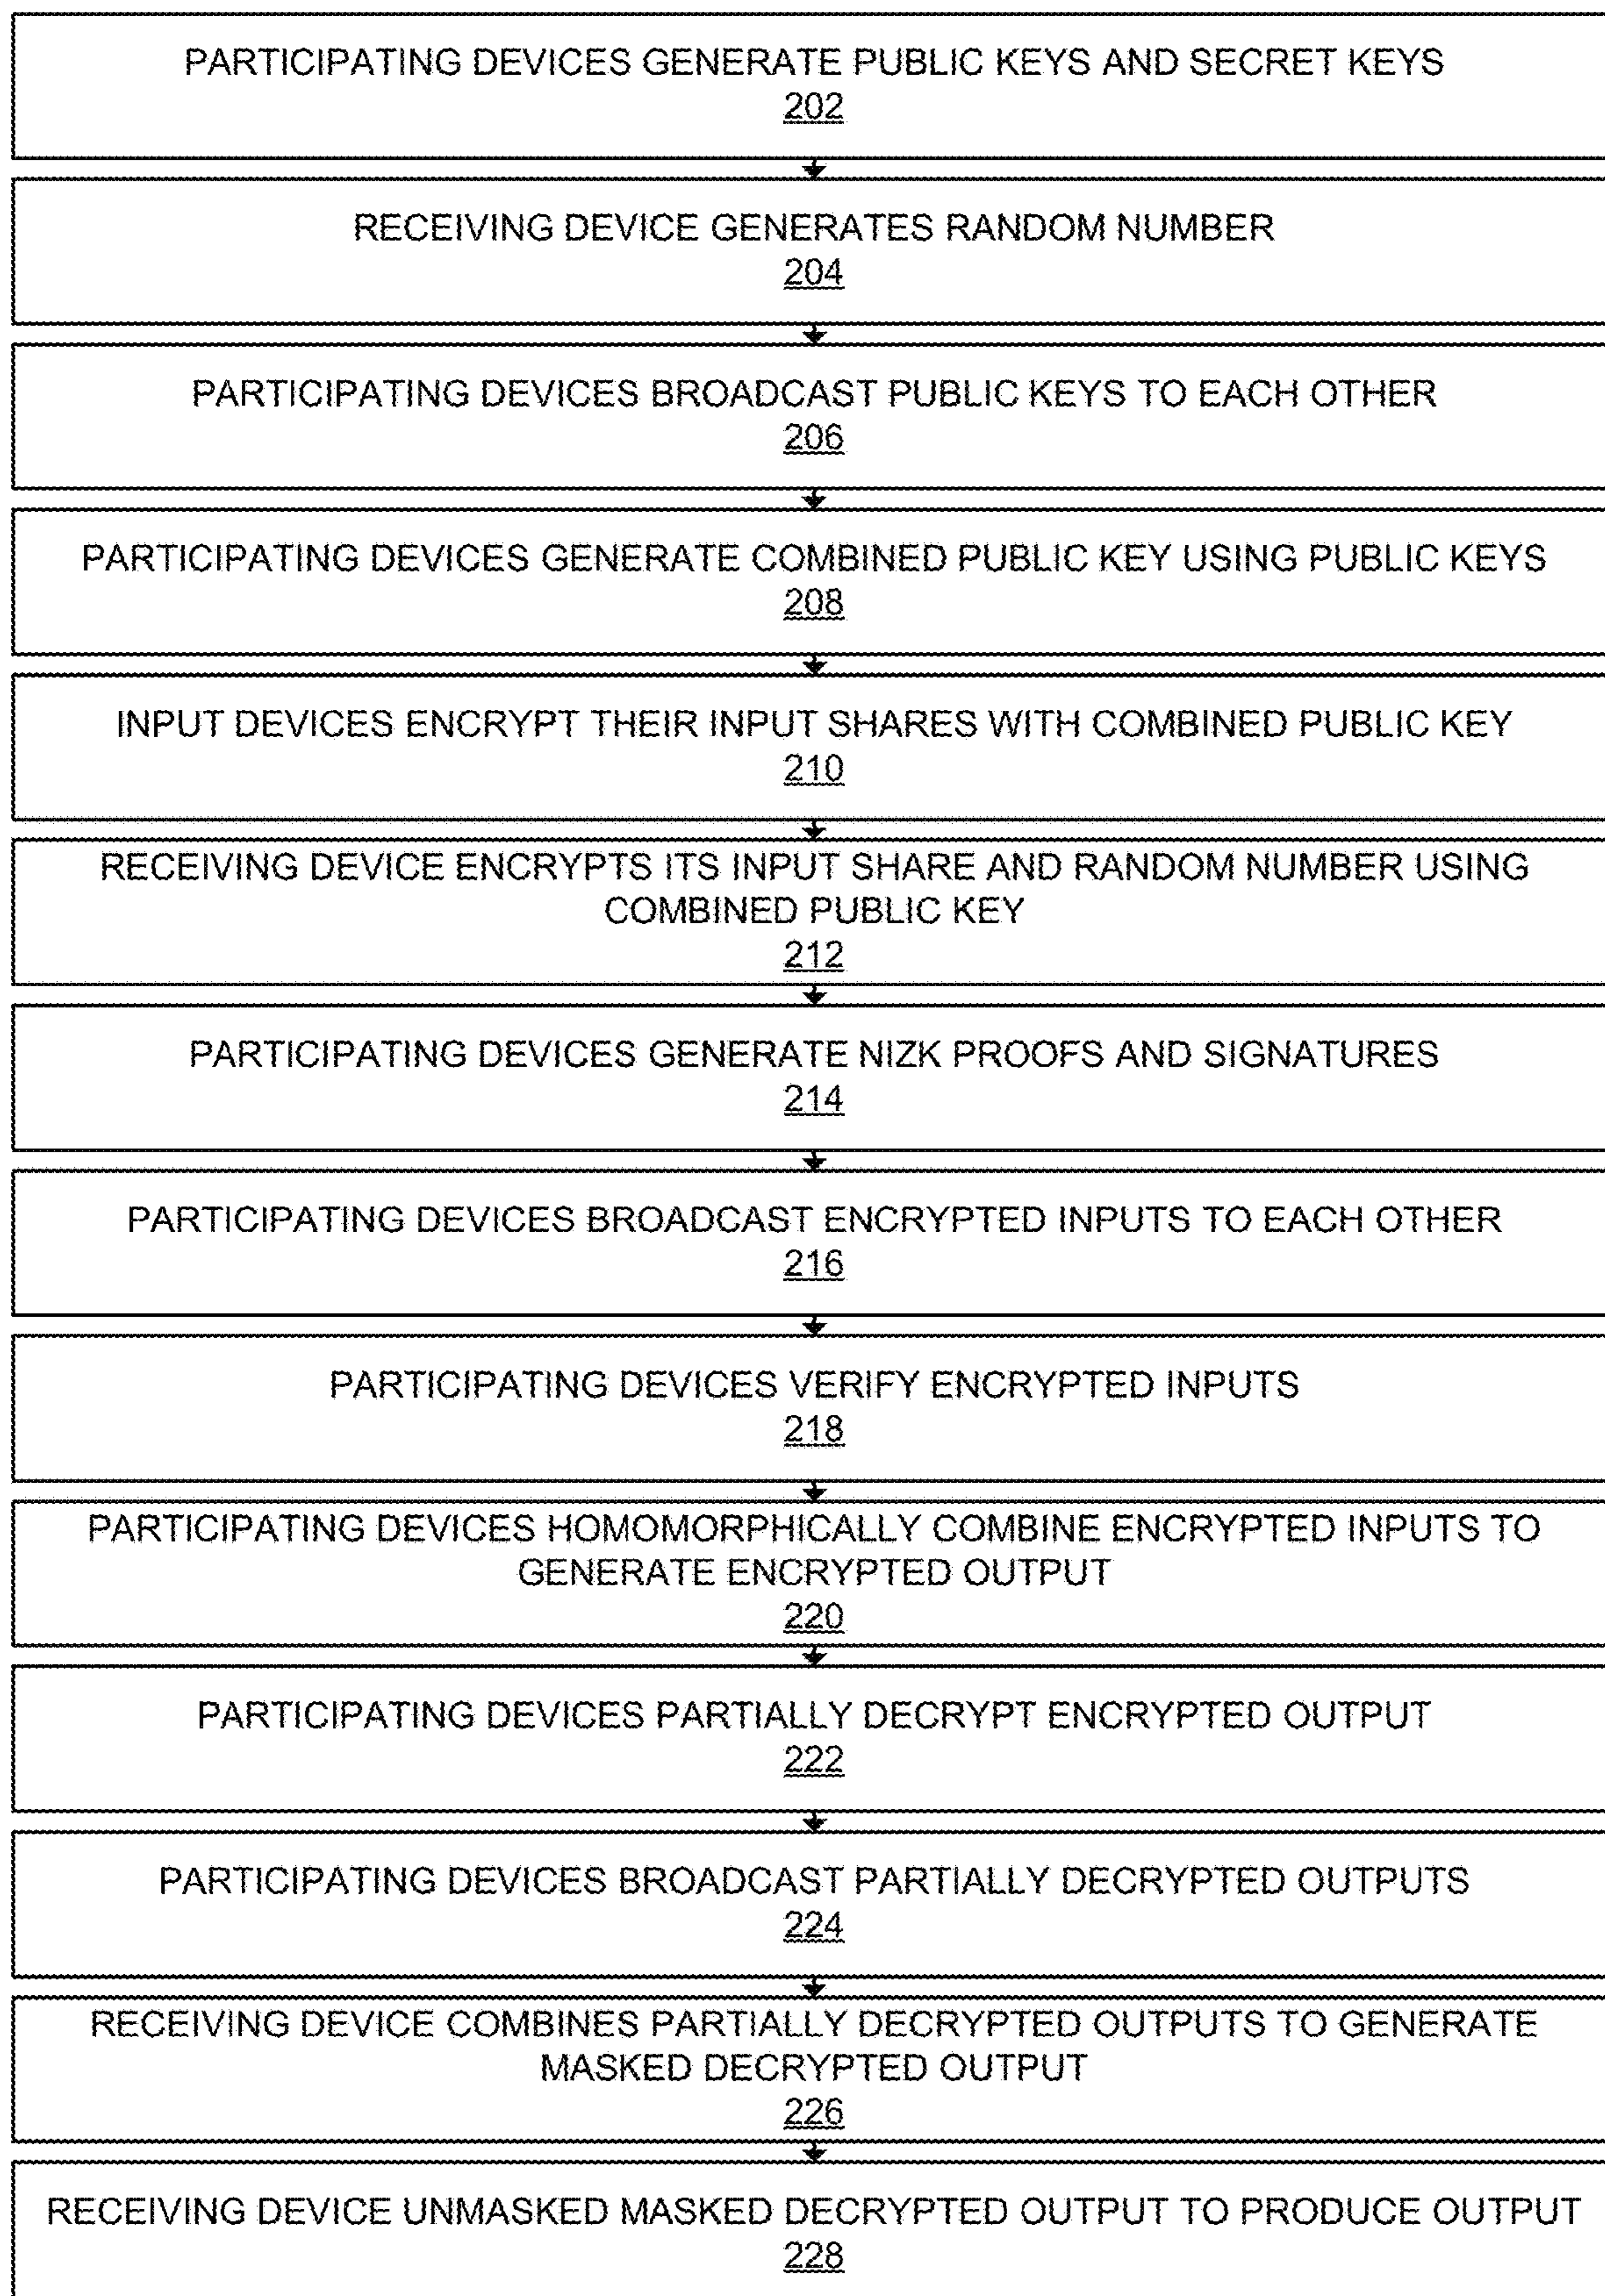 PARTICIPATING DEVICES GENERATE PUBLIC KEYS AND SECRET KEYS
202
RECEIVING DEVICE GENERATES RANDOM NUMBER
204
PARTICIPATING DEVICES BROADCAST PUBLIC KEYS TO EACH OTHER
206
PARTICIPATING DEVICES GENERATE COMBINED PUBLIC KEY USING PUBLIC KEYS
208
INPUT DEVICES ENCRYPT THEIR INPUT SHARES WITH COMBINED PUBLIC KEY
210
RECEIVING DEVICE ENCRYPTS ITS INPUT SHARE AND RANDOM NUMBER USING
COMBINED PUBLIC KEY
212
PARTICIPATING DEVICES GENERATE NIZK PROOFS AND SIGNATURES
214
PARTICIPATING DEVICES BROADCAST ENCRYPTED INPUTS TO EACH OTHER
216
PARTICIPATING DEVICES VERIFY ENCRYPTED INPUTS
218
PARTICIPATING DEVICES HOMOMORPHICALLY COMBINE ENCRYPTED INPUTS TO
GENERATE ENCRYPTED OUTPUT
220
PARTICIPATING DEVICES PARTIALLY DECRYPT ENCRYPTED OUTPUT
222
PARTICIPATING DEVICES BROADCAST PARTIALLY DECRYPTED OUTPUTS
224
RECEIVING DEVICE COMBINES PARTIALLY DECRYPTED OUTPUTS TO GENERATE
MASKED DECRYPTED OUTPUT
226
RECEIVING DEVICE UNMASKED MASKED DECRYPTED OUTPUT TO PRODUCE OUTPUT
228